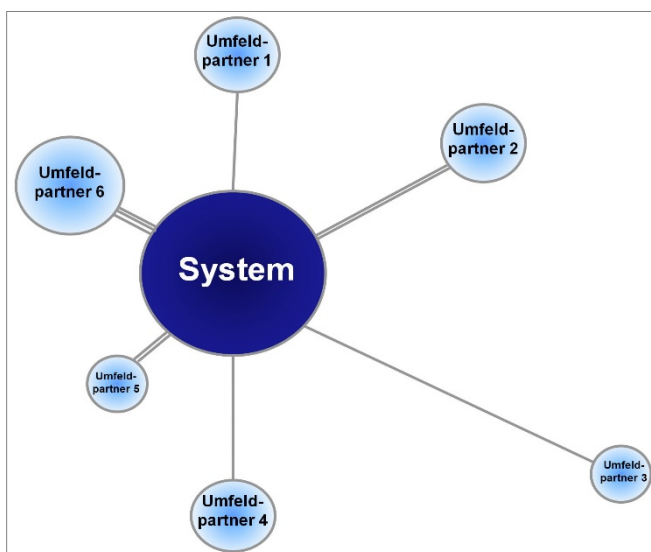 Umfeld-
partner 1
Umfeld-
partner 2
Umfeld-
partner 6
System
Umfeld-
partner 5
Umfeld-
partner 3
Umfeld-
partner 4